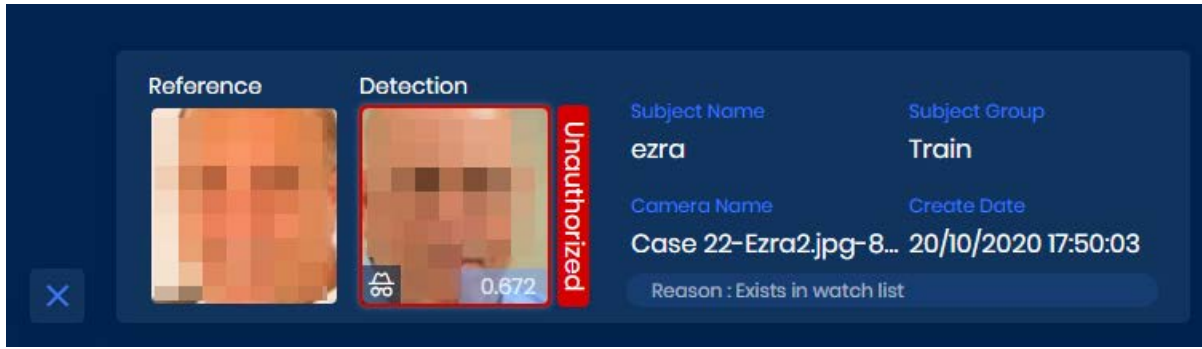 Reference
Detection
Unauthorized
0.672
Subject Name
Subject Group
ezra
Train
Camera Name
Create Date
Case 22-Ezra2.jpg-8...
20/10/2020 17:50:03
Reason : Exists in watch list